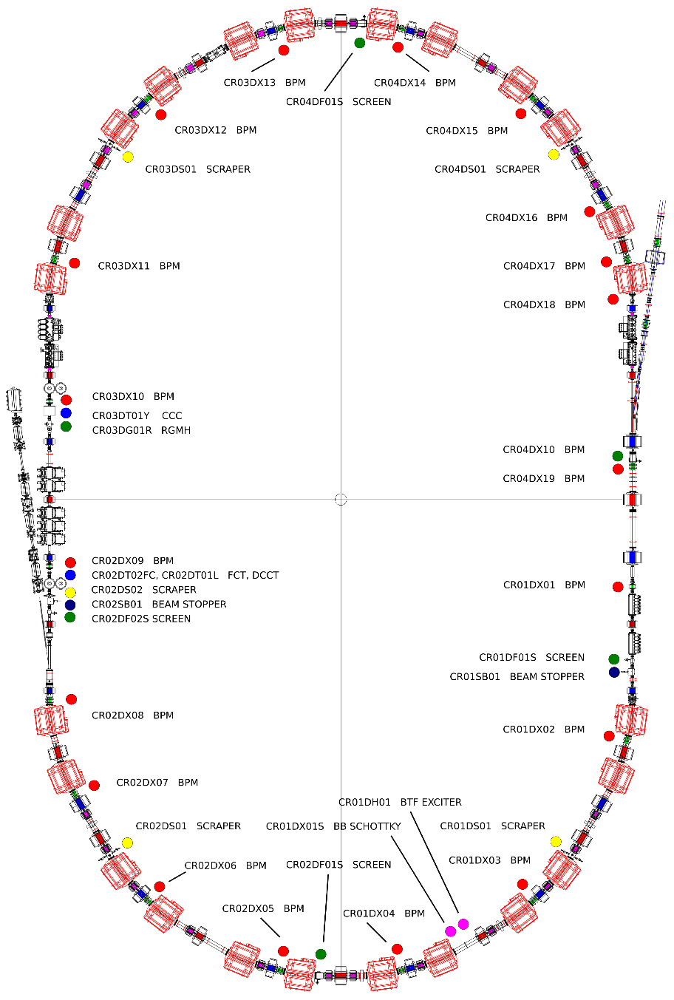 CR03DX13 BPM
CR04DX14 BPM
CR04DF01S SCREEN
CR03DX12 BPM
CR04DX15 BPM
CR03DS01 SCRAPER
CR04DS01 SCRAPER
CR04DX16 BPM
CR03DX11 BPM
CR04DX17 BPM
CR04DX18 BPM
CR03DX10 BPM
CR03DT01Y CCC
CR03DG01R RGMH
CR04DX10 BPM
CR04DX19 BPM
CR02DX09 BPM
CR02DT02FC, CR02DT01L FCT, DCCT
CR02DS02 SCRAPER
CR02SB01 BEAM STOPPER
CR02DF02S SCREEN
CR01DX01 BPM
CR01DF01S SCREEN
CR01SB01 BEAM STOPPER
CR02DX08 BPM
CR01DX02 BPM
CR02DX07 BPM
CR01DH01 BTF EXCITER
CR02DS01 SCRAPER
CR01DX01S BB SCHOTTKY
CR01DS01 SCRAPER
CR02DX06 BPM
CR02DF01S SCREEN
CR01DX03 BPM
CR02DX05 BPM
CR01DX04 BPM